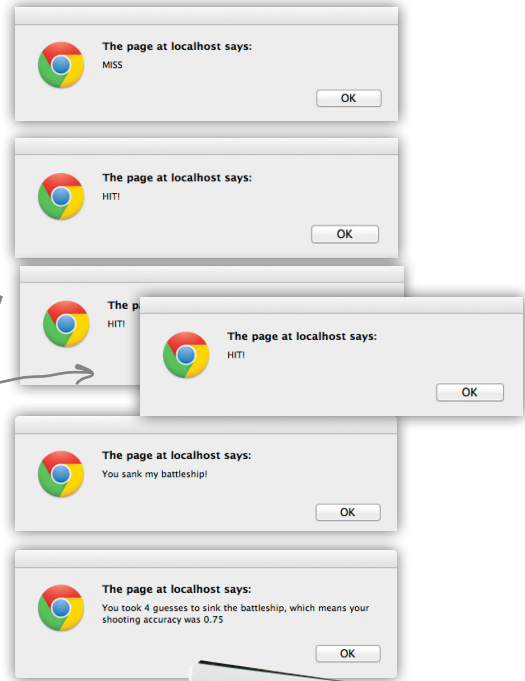 The page at localhost says:
MISS
OK
The page at localhost says:
HIT!
OK
The p
HIT!
The page at localhost says:
HIT!
OK
The page at localhost says:
You sank my battleship!
OK
The page at localhost says:
You took 4 guesses to sink the battleship, which means your
shooting accuracy was 0.75
OK